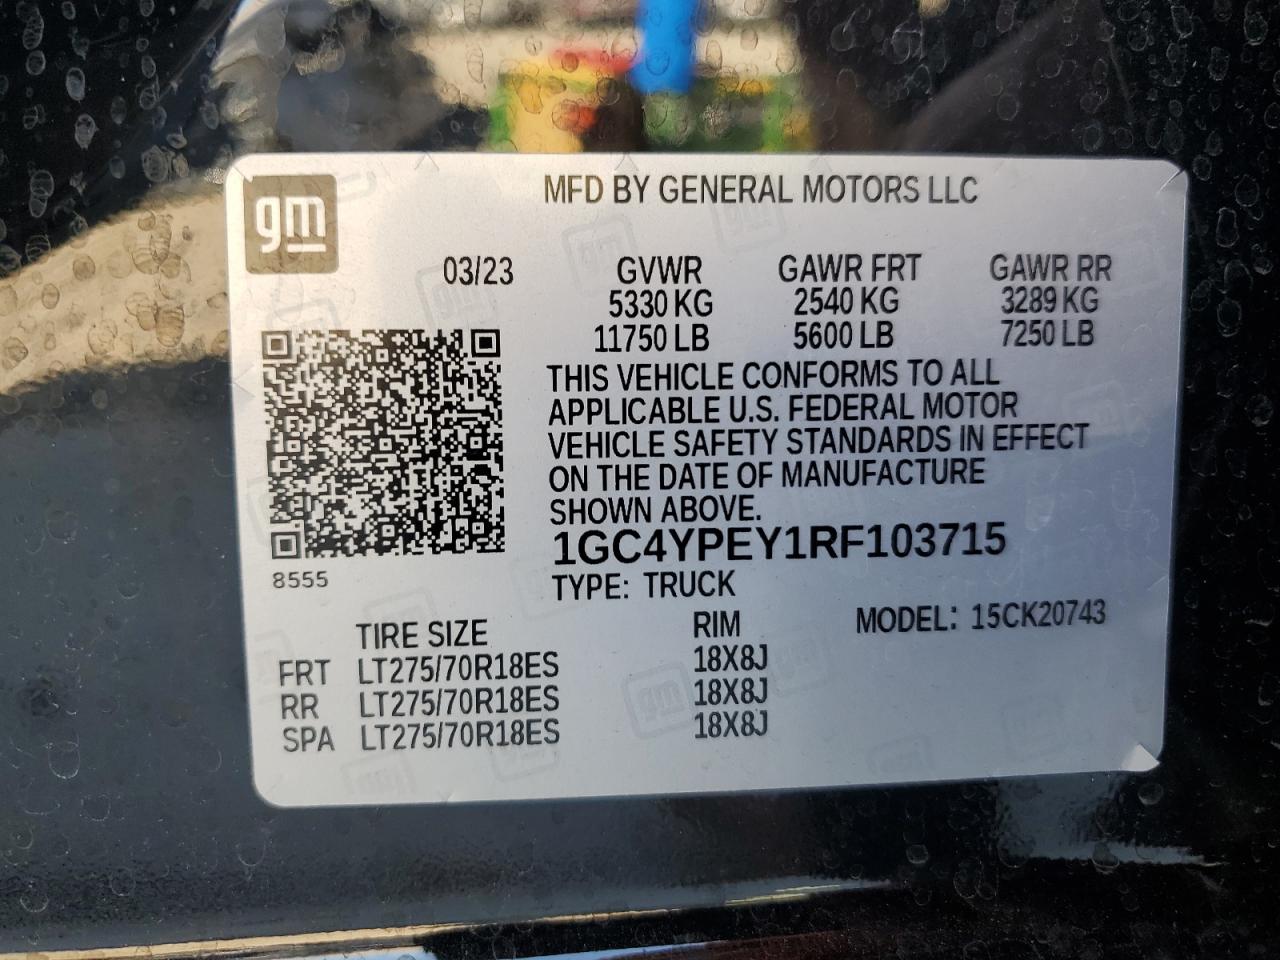 gm
MFD BY GENERAL MOTORS LLC
03/23 GVWR GAWR FRT GAWR RR
5330 KG 2540 KG 3289 KG
11750 LB 5600 LB 7250 LB
THIS VEHICLE CONFORMS TO ALL
APPLICABLE U.S. FEDERAL MOTOR
VEHICLE SAFETY STANDARDS IN EFFECT
ON THE DATE OF MANUFACTURE
SHOWN ABOVE.
1GC4YPEY1RF103715
8555
TYPE: TRUCK
MODEL: 15CK20743
TIRE SIZE RIM
FRT LT275/70R18ES 18X8J
RR LT275/70R18ES 18X8J
SPA LT275/70R18ES 18X8J